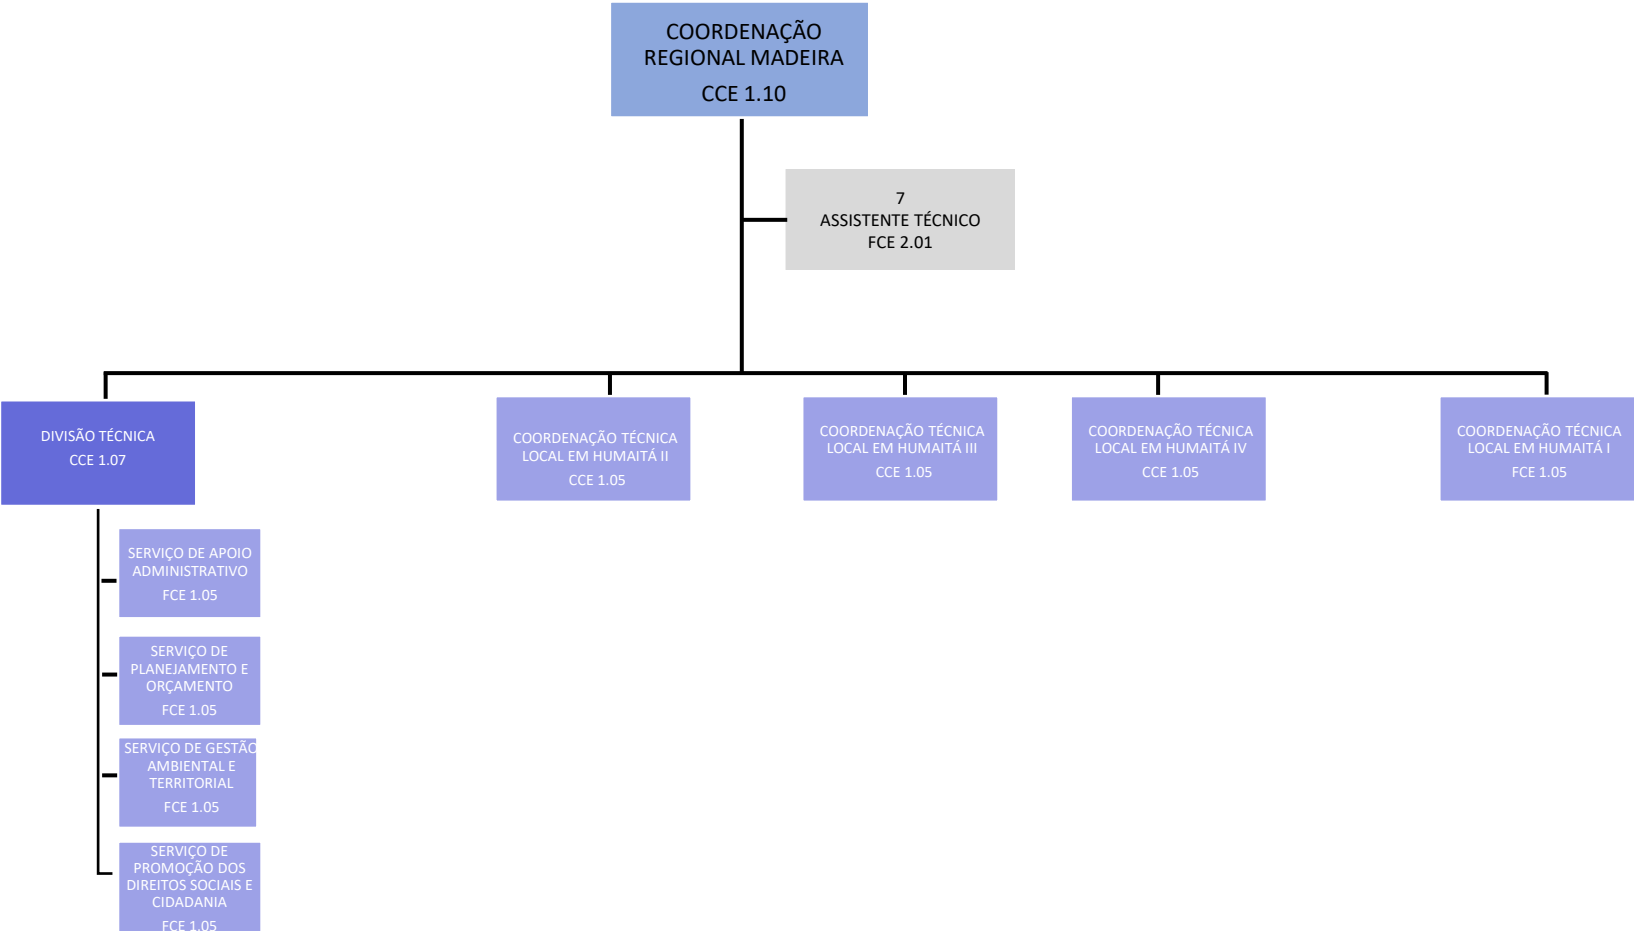 COORDENAÇÃO
REGIONAL MADEIRA
CCE 1.10
7
ASSISTENTE TÉCNICO
FCE 2.01
DIVISÃO TÉCNICA
CCE 1.07
COORDENAÇÃO TÉCNICA
LOCAL EM HUMAITÁ II
CCE 1.05
COORDENAÇÃO TÉCNICA
LOCAL EM HUMAITÁ III
CCE 1.05
COORDENAÇÃO TÉCNICA
LOCAL EM HUMAITÁ IV
CCE 1.05
COORDENAÇÃO TÉCNICA
LOCAL EM HUMAITÁ I
FCE 1.05
SERVIÇO DE APOIO
ADMINISTRATIVO
FCE 1.05
SERVIÇO DE
PLANEJAMENTO E
ORÇAMENTO
FCE 1.05
SERVIÇO DE GESTÃO
AMBIENTAL E
TERRITORIAL
FCE 1.05
SERVIÇO DE
PROMOÇÃO DOS
DIREITOS SOCIAIS E
CIDADANIA
FCE 1.05